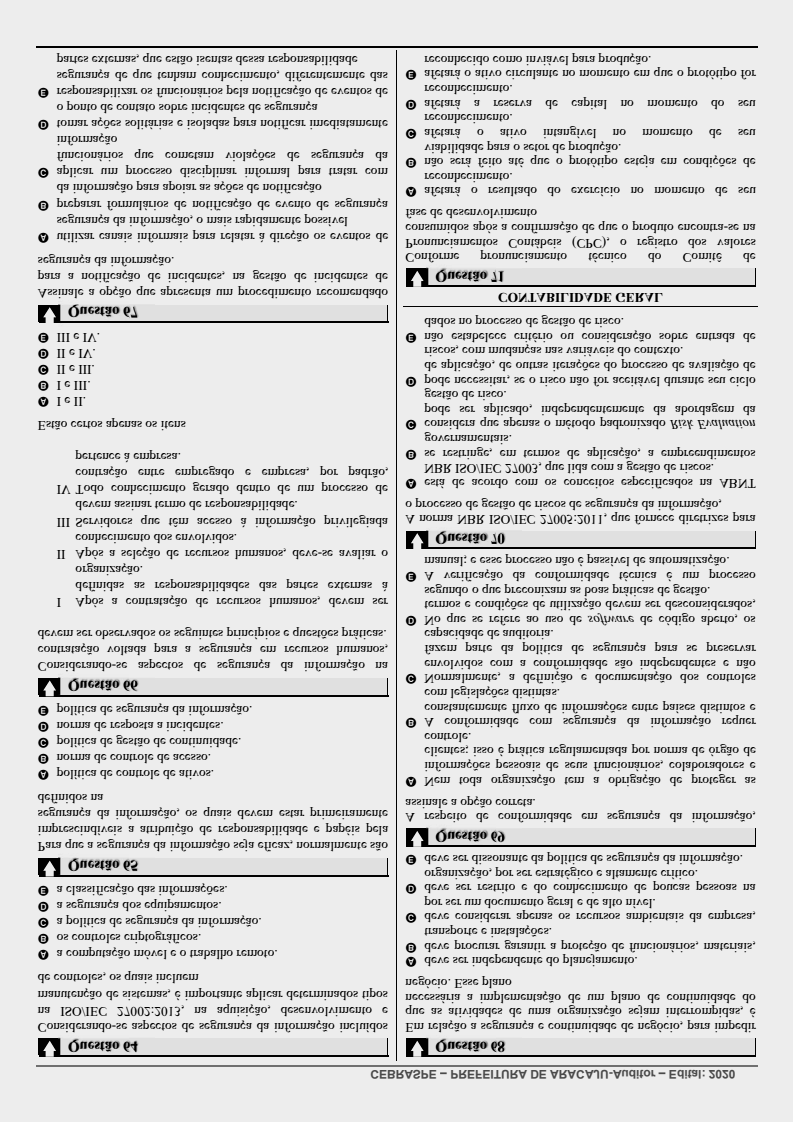 CEBRASPE – PREFEITURA DE ARACAJU-Auditor – Edital: 2020
Questão 64
Considerando-se aspectos de segurança da informação incluídos
na ISO/IEC 27002:2013, na aquisição, desenvolvimento e
manutenção de sistemas, é importante aplicar determinados tipos
de controles, os quais incluem
A a computação móvel e o trabalho remoto.
B os controles criptográficos.
C a política de segurança da informação.
D a segurança dos equipamentos.
E a classificação das informações.
Questão 65
Para que a segurança da informação seja eficaz, normalmente são
imprescindíveis a atribuição de responsabilidade e papéis pela
segurança da informação, os quais devem estar primeiramente
definidos na
A política de controle de ativos.
B norma de controle de acesso.
C política de gestão de continuidade.
D norma de resposta a incidentes.
E política de segurança da informação.
Questão 66
Considerando-se aspectos de segurança da informação na
contratação voltada para a segurança em recursos humanos,
devem ser observados os seguintes princípios e questões práticas.
I Após a contratação de recursos humanos, devem ser
definidas as responsabilidades das partes externas à
organização.
II Após a seleção de recursos humanos, deve-se avaliar o
conhecimento dos envolvidos.
III Servidores que têm acesso à informação privilegiada
devem assinar termo de responsabilidade.
IV Todo conhecimento gerado dentro de um processo de
contração entre empregado e empresa, por padrão,
pertence à empresa.
Estão certos apenas os itens
A I e II.
B I e III.
C II e III.
D II e IV.
E III e IV.
Questão 67
Assinale a opção que apresenta um procedimento recomendado
para a notificação de incidentes, na gestão de incidentes de
segurança da informação.
A utilizar canais informais para relatar à direção os eventos de
segurança da informação, o mais rapidamente possível
B preparar formulários de notificação de evento de segurança
da informação para apoiar as ações de notificação
C aplicar um processo disciplinar informal para tratar com
funcionários que cometam violações de segurança da
informação
D tomar ações solitárias e isoladas para notificar imediatamente
o ponto de contato sobre incidentes de segurança
E responsabilizar os funcionários pela notificação de eventos de
segurança de que tenham conhecimento, diferentemente das
partes externas, que estão isentas dessa responsabilidade
Questão 68
Em relação a segurança e continuidade de negócio, para impedir
que as atividades de uma organização sejam interrompidas, é
necessária a implementação de um plano de continuidade do
negócio. Esse plano
A deve ser independente do planejamento.
B deve procurar garantir a proteção de funcionários, materiais,
transporte e instalações.
C deve considerar apenas os recursos ambientais da empresa,
por ser um documento geral e de alto nível.
D deve ser restrito e do conhecimento de poucas pessoas na
organização, por ser estratégico e altamente crítico.
E deve ser dissonante da política de segurança da informação.
Questão 69
A respeito de conformidade em segurança da informação,
assinale a opção correta.
A Nem toda organização tem a obrigação de proteger as
informações pessoais de seus funcionários, colaboradores e
clientes; isso é prática regulamentada por norma de órgão de
controle.
B A conformidade com segurança da informação requer
constantemente fluxo de informações entre países distintos e
com legislações distintas.
C Normalmente, a definição e documentação dos controles
envolvidos com a conformidade são independentes e não
fazem parte da política de segurança para se preservar
capacidade de auditoria.
D No que se refere ao uso de software de código aberto, os
termos e condições de utilização devem ser desconsiderados,
segundo o que preconizam as boas práticas de gestão.
E A verificação da conformidade técnica é um processo
manual; e esse processo não é passível de automatização.
Questão 70
A norma NBR ISO/IEC 27005:2011, que fornece diretrizes para
o processo de gestão de riscos de segurança da informação,
A está de acordo com os conceitos especificados na ABNT
NBR ISO/IEC 27003, que lida com a gestão de riscos.
B se restringe, em termos de aplicação, a empreendimentos
governamentais.
C considera que apenas o método padronizado Risk Evaluation
pode ser aplicado, independentemente da abordagem da
gestão de risco.
D pode necessitar, se o risco não for aceitável durante seu ciclo
de aplicação, de outras iterações do processo de avaliação de
riscos, com mudanças nas variáveis do contexto.
E não estabelece critério ou consideração sobre entrada de
dados no processo de gestão de risco.
CONTABILIDADE GERAL
Questão 71
Conforme pronunciamento técnico do Comitê de
Pronunciamentos Contábeis (CPC), o registro dos valores
consumidos após a confirmação de que o produto encontra-se na
fase de desenvolvimento
A afetará o resultado do exercício no momento de seu
reconhecimento.
B não será feito até que o protótipo esteja em condições de
viabilidade para o setor de produção.
C afetará o ativo intangível no momento de seu
reconhecimento.
D afetará a reserva de capital no momento do seu
reconhecimento.
E afetará o ativo circulante no momento em que o protótipo for
reconhecido como inviável para produção.